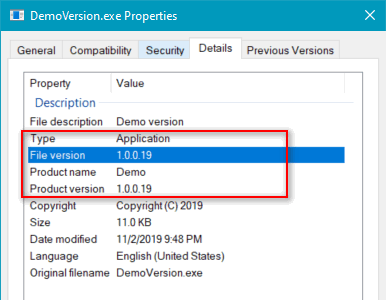 DemoVersion.exe Properties
General Compatibility Security Details Previous Versions
Property Value
Description
File description Demo version
Type Application
File version 1.0.0.19
Product name Demo
Product version 1.0.0.19
Copyright Copyright (C) 2019
Size 11.0 KB
Date modified 11/2/2019 9:48 PM
Language English (United States)
Original filename DemoVersion.exe